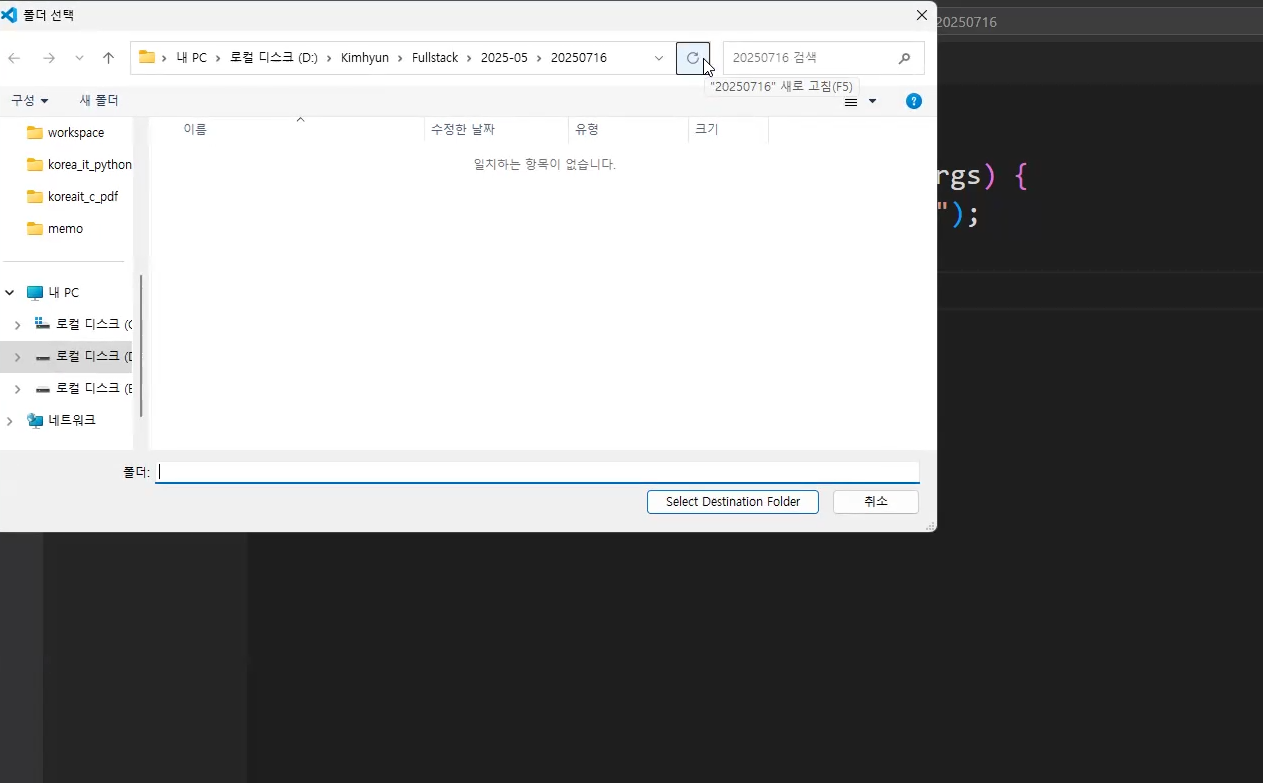 폴더 선택
20250716
내 PC 로컬 디스크 (D:) Kimhyun Fullstack 2025-05 20250716
20250716 검색
"20250716" 새로 고침(F5)
구성 새 폴더
workspace
korea_it_python
koreait_c_pdf
memo
내 PC
로컬 디스크 (C
로컬 디스크 (D
로컬 디스크 (E
네트워크
이름 수정한 날짜 유형 크기
일치하는 항목이 없습니다.
rgs) {
");
폴더:
Select Destination Folder 취소